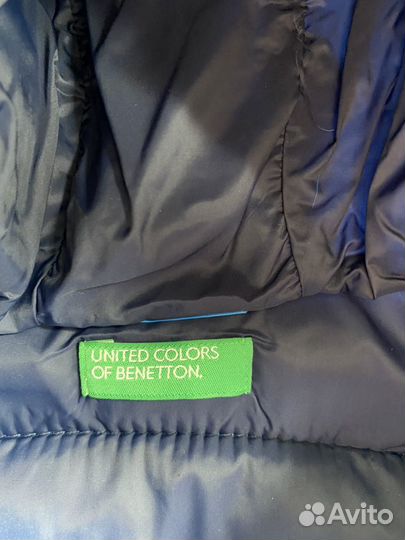 UNITED COLORS
OF BENETTON.
Avito